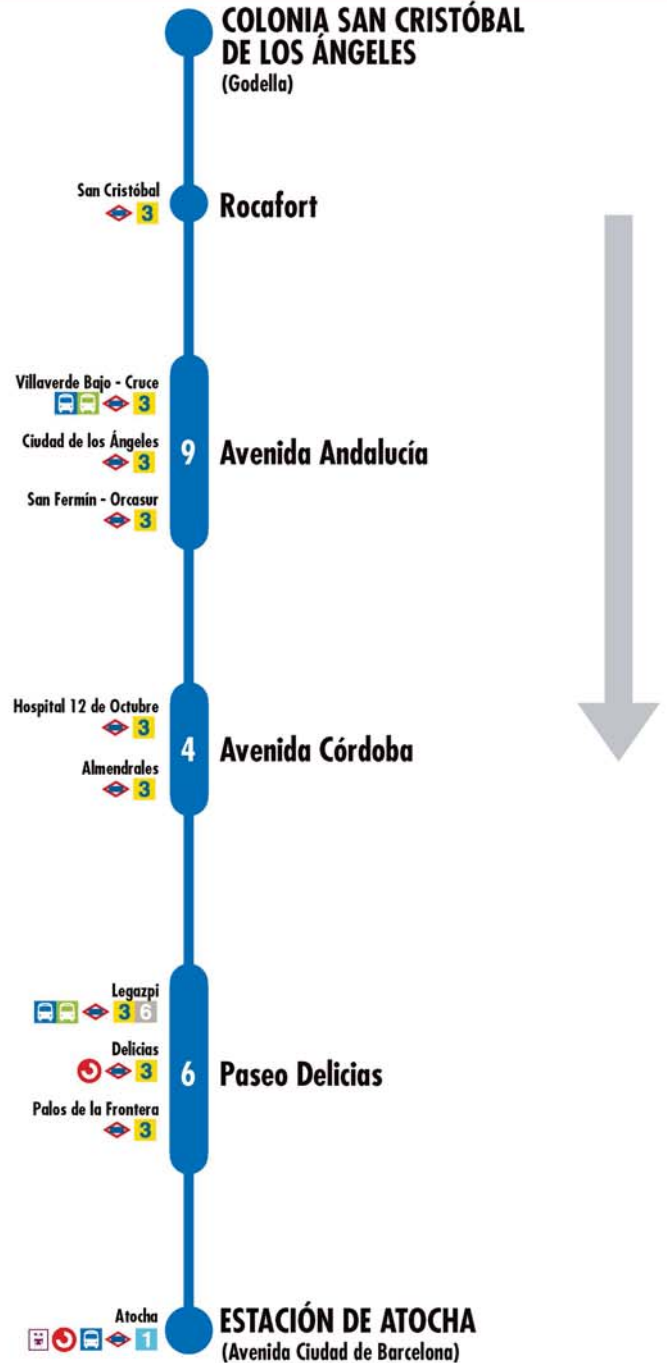 COLONIA SAN CRISTÓBAL
DE LOS ÁNGELES
(Godella)
San Cristóbal
3
Rocafort
Villaverde Bajo - Cruce
3
Ciudad de los Ángeles
3
San Fermín - Orcasur
3
9
Avenida Andalucía
Hospital 12 de Octubre
3
Almendrales
3
4
Avenida Córdoba
Legazpi
3 6
Delicias
3
Palos de la Frontera
3
6
Paseo Delicias
Atocha
1
ESTACIÓN DE ATOCHA
(Avenida Ciudad de Barcelona)